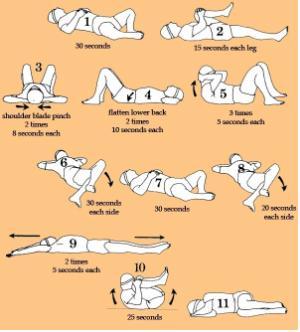 1
30 seconds
2
15 seconds each leg
3
shoulder blade pinch
2 times
8 seconds each
4
flatten lower back
2 times
10 seconds each
5
3 times
5 seconds each
6
30 seconds
each side
7
30 seconds
8
20 seconds
each side
9
2 times
5 seconds each
10
25 seconds
11